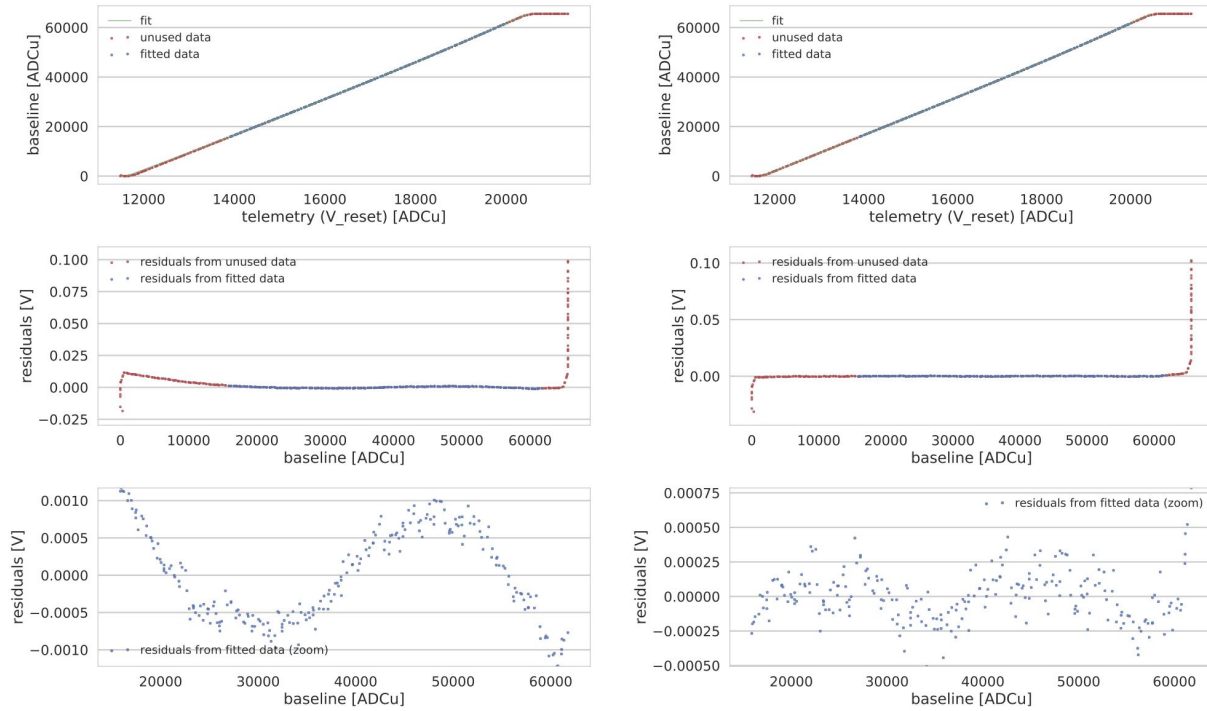 60000
40000
20000
0
baseline [ADCu]
fit
unused data
fitted data
12000 14000 16000 18000 20000
telemetry (V_reset) [ADCu]
60000
40000
20000
0
baseline [ADCu]
fit
unused data
fitted data
12000 14000 16000 18000 20000
telemetry (V_reset) [ADCu]
0.100
0.075
0.050
0.025
0.000
−0.025
residuals [V]
residuals from unused data
residuals from fitted data
0 10000 20000 30000 40000 50000 60000
baseline [ADCu]
0.10
0.05
0.00
residuals [V]
residuals from unused data
residuals from fitted data
0 10000 20000 30000 40000 50000 60000
baseline [ADCu]
0.0010
0.0005
0.0000
−0.0005
−0.0010
residuals [V]
residuals from fitted data (zoom)
20000 30000 40000 50000 60000
baseline [ADCu]
0.00075
0.00050
0.00025
0.00000
−0.00025
−0.00050
residuals [V]
residuals from fitted data (zoom)
20000 30000 40000 50000 60000
baseline [ADCu]